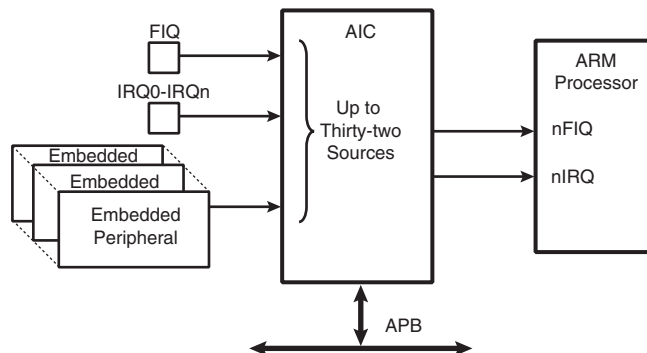 FIQ
IRQ0-IRQn
Embedded
Embedded
Embedded
Peripheral
AIC
Up to
Thirty-two
Sources
ARM
Processor
nFIQ
nIRQ
APB